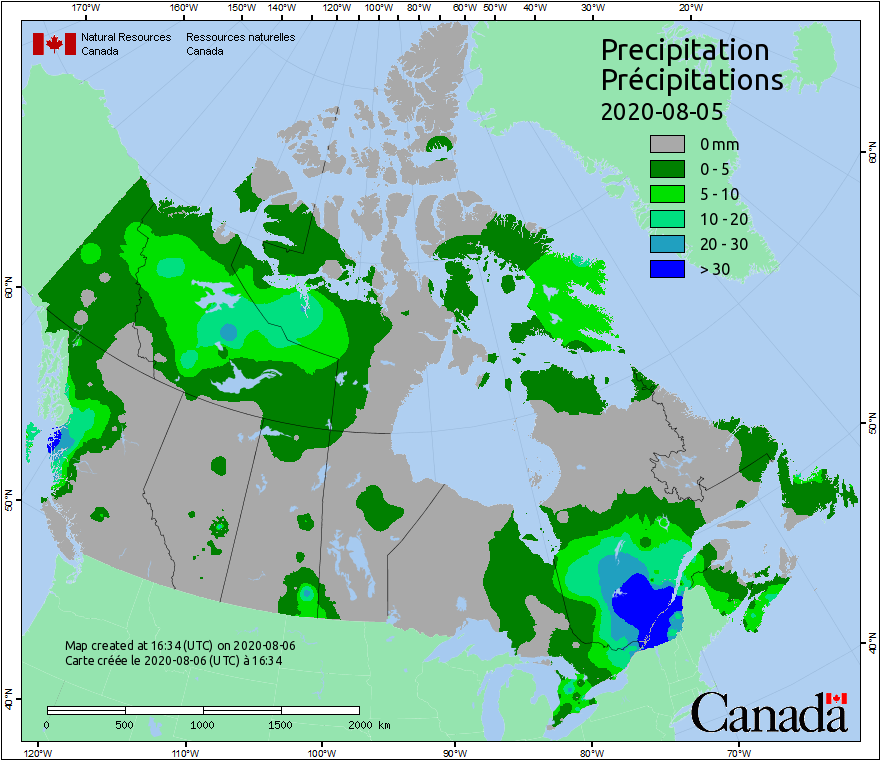 170°W 160°W 150°W 140°W 120°W 100°W 80°W 60°W 50°W 40°W 30°W 20°W
Natural Resources Ressources naturelles
Canada Canada
Precipitation
Précipitations
2020-08-05
0 mm
0 - 5
5 - 10
10 - 20
20 - 30
> 30
60°N
60°N
50°N
50°N
40°N
40°N
Map created at 16:34 (UTC) on 2020-08-06
Carte créée le 2020-08-06 (UTC) à 16:34
0 500 1000 1500 2000 km
Canada
120°W 110°W 100°W 90°W 80°W 70°W